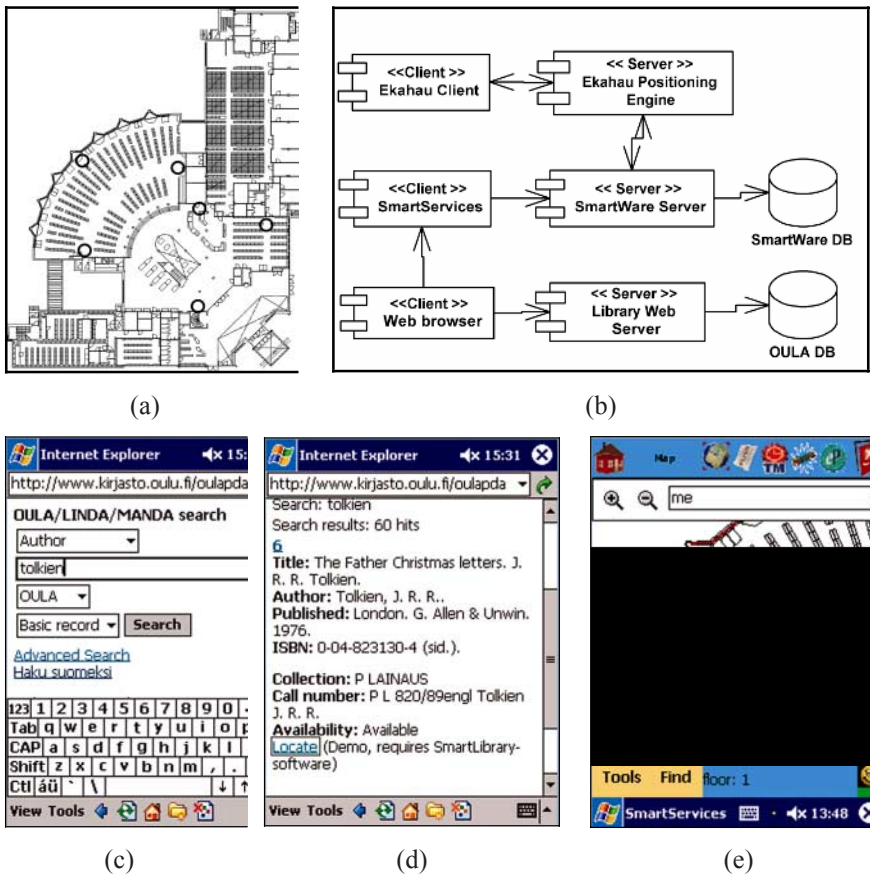 <<Client >>
Ekahau Client
<< Server >>
Ekahau Positioning
Engine
<<Client >>
SmartServices
<< Server >>
SmartWare Server
SmartWare DB
<<Client >>
Web browser
<< Server >>
Library Web
Server
OULA DB
(a)
(b)
Internet Explorer 15:
http://www.kirjasto.oulu.fi/oulapda
OULA/LINDA/MANDA search
Author
tolkien
OULA
Basic record Search
Advanced Search
Haku suomeksi
123 1 2 3 4 5 6 7 8 9 0 -
Tab q w e r t y u i o p
CAP a s d f g h j k l
Shift z x c v b n m , .
Ctl áü ` \ ↓ ↑
View Tools
Internet Explorer 15:31
http://www.kirjasto.oulu.fi/oulapda
Search: tolkien
Search results: 60 hits
6
Title: The Father Christmas letters. J.
R. R. Tolkien.
Author: Tolkien, J. R. R..
Published: London. G. Allen & Unwin.
1976.
ISBN: 0-04-823130-4 (sid.).
Collection: P LAINAUS
Call number: P L 820/89engl Tolkien
J. R. R.
Availability: Available
Locate (Demo, requires SmartLibrary-
software)
View Tools
Map TM
me
Tools Find floor: 1
SmartServices 13:48
(c)
(d)
(e)